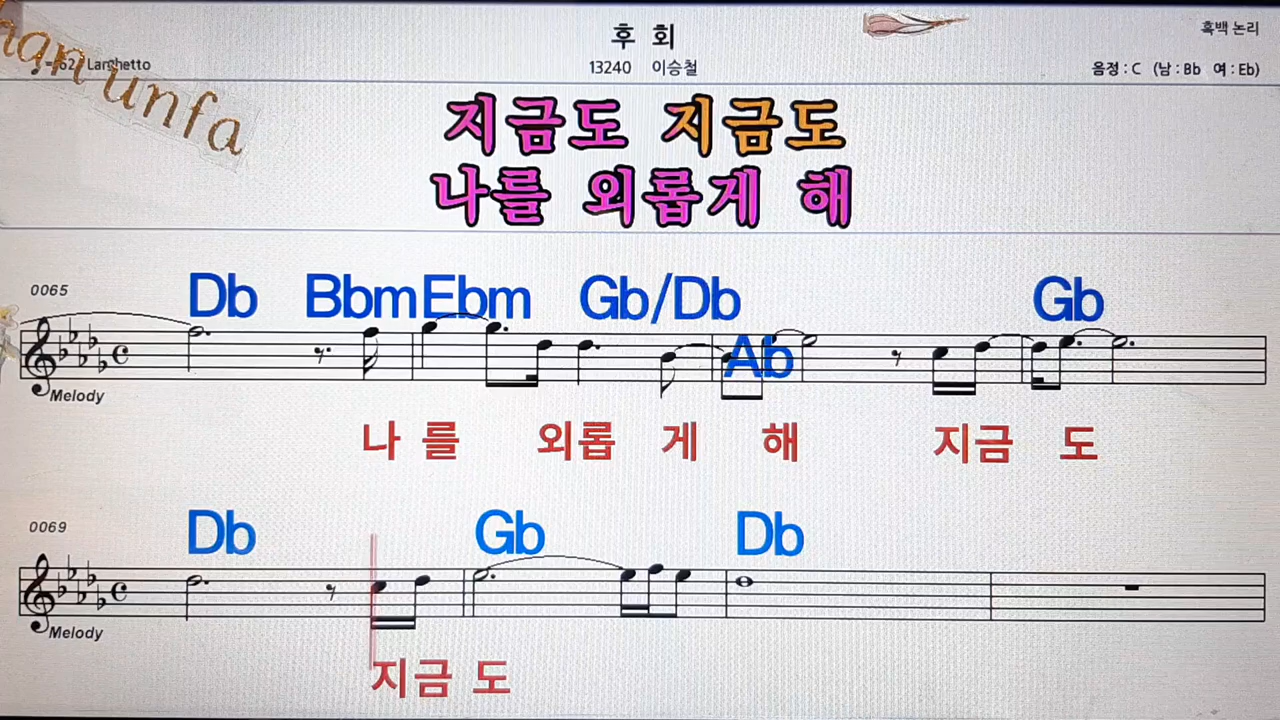 han unfa
후 회
흑백 논리
=62 Larghetto
13240 이승철
음정 : C (남 : Bb 여 : Eb)
지금도 지금도
나를 외롭게 해
0065
Db Bbm Ebm Gb/Db Ab Gb
Melody
나 를 외롭 게 해 지금 도
0069
Db Gb Db
Melody
지금 도